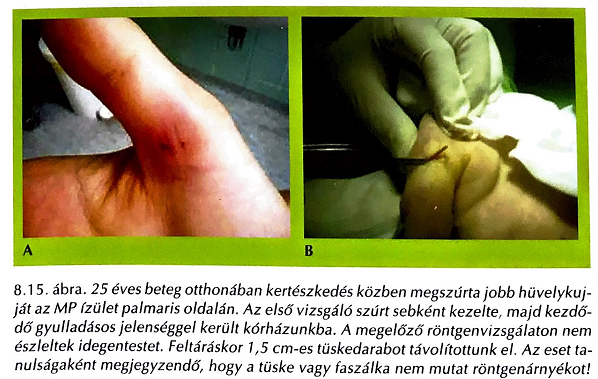 A
B
8.15. ábra. 25 éves beteg otthonában kertészkedés közben megszúrta jobb hüvelykuj-
ját az MP ízület palmaris oldalán. Az első vizsgáló szúrt sebként kezelte, majd kezdő-
dő gyulladásos jelenséggel került kórházunkba. A megelőző röntgenvizsgálaton nem
észleltek idegentestet. Feltáráskor 1,5 cm-es tüskedarabot távolítottunk el. Az eset ta-
nulságaként megjegyzendő, hogy a tüske vagy faszálka nem mutat röntgenárnyékot!